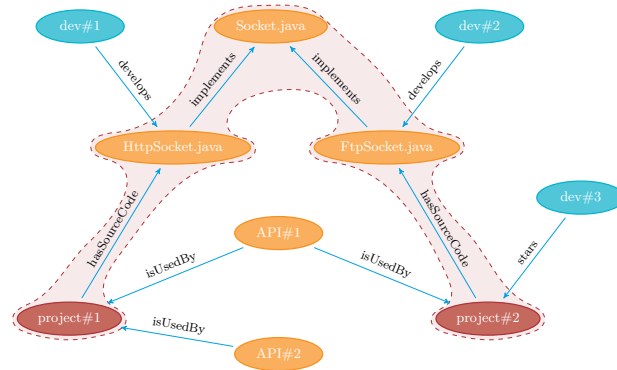 dev#1
Socket.java
dev#2
develops
implements
implements
develops
HttpSocket.java
FtpSocket.java
hasSourceCode
hasSourceCode
dev#3
stars
API#1
isUsedBy
isUsedBy
project#1
project#2
isUsedBy
API#2